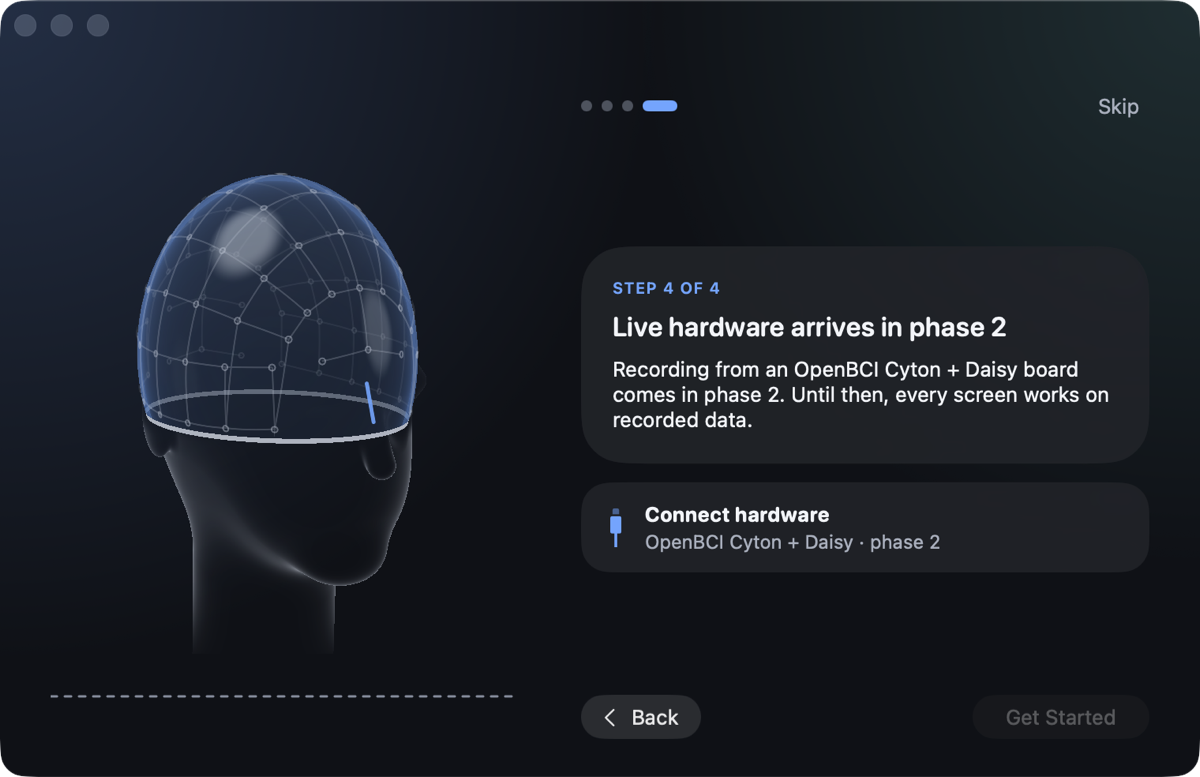 Skip
STEP 4 OF 4
Live hardware arrives in phase 2
Recording from an OpenBCI Cyton + Daisy board
comes in phase 2. Until then, every screen works on
recorded data.
Connect hardware
OpenBCI Cyton + Daisy · phase 2
Back
Get Started